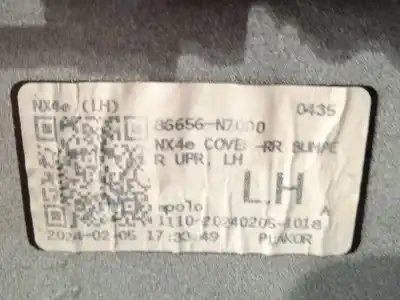 NX4e (LH)
86656-N7000 0435
NX4e COVER-RR BUMPE
R UPR, LH
LH
mpolo A
1110-20240205-1018
2024-02-05 17:33:49 PLAKOR